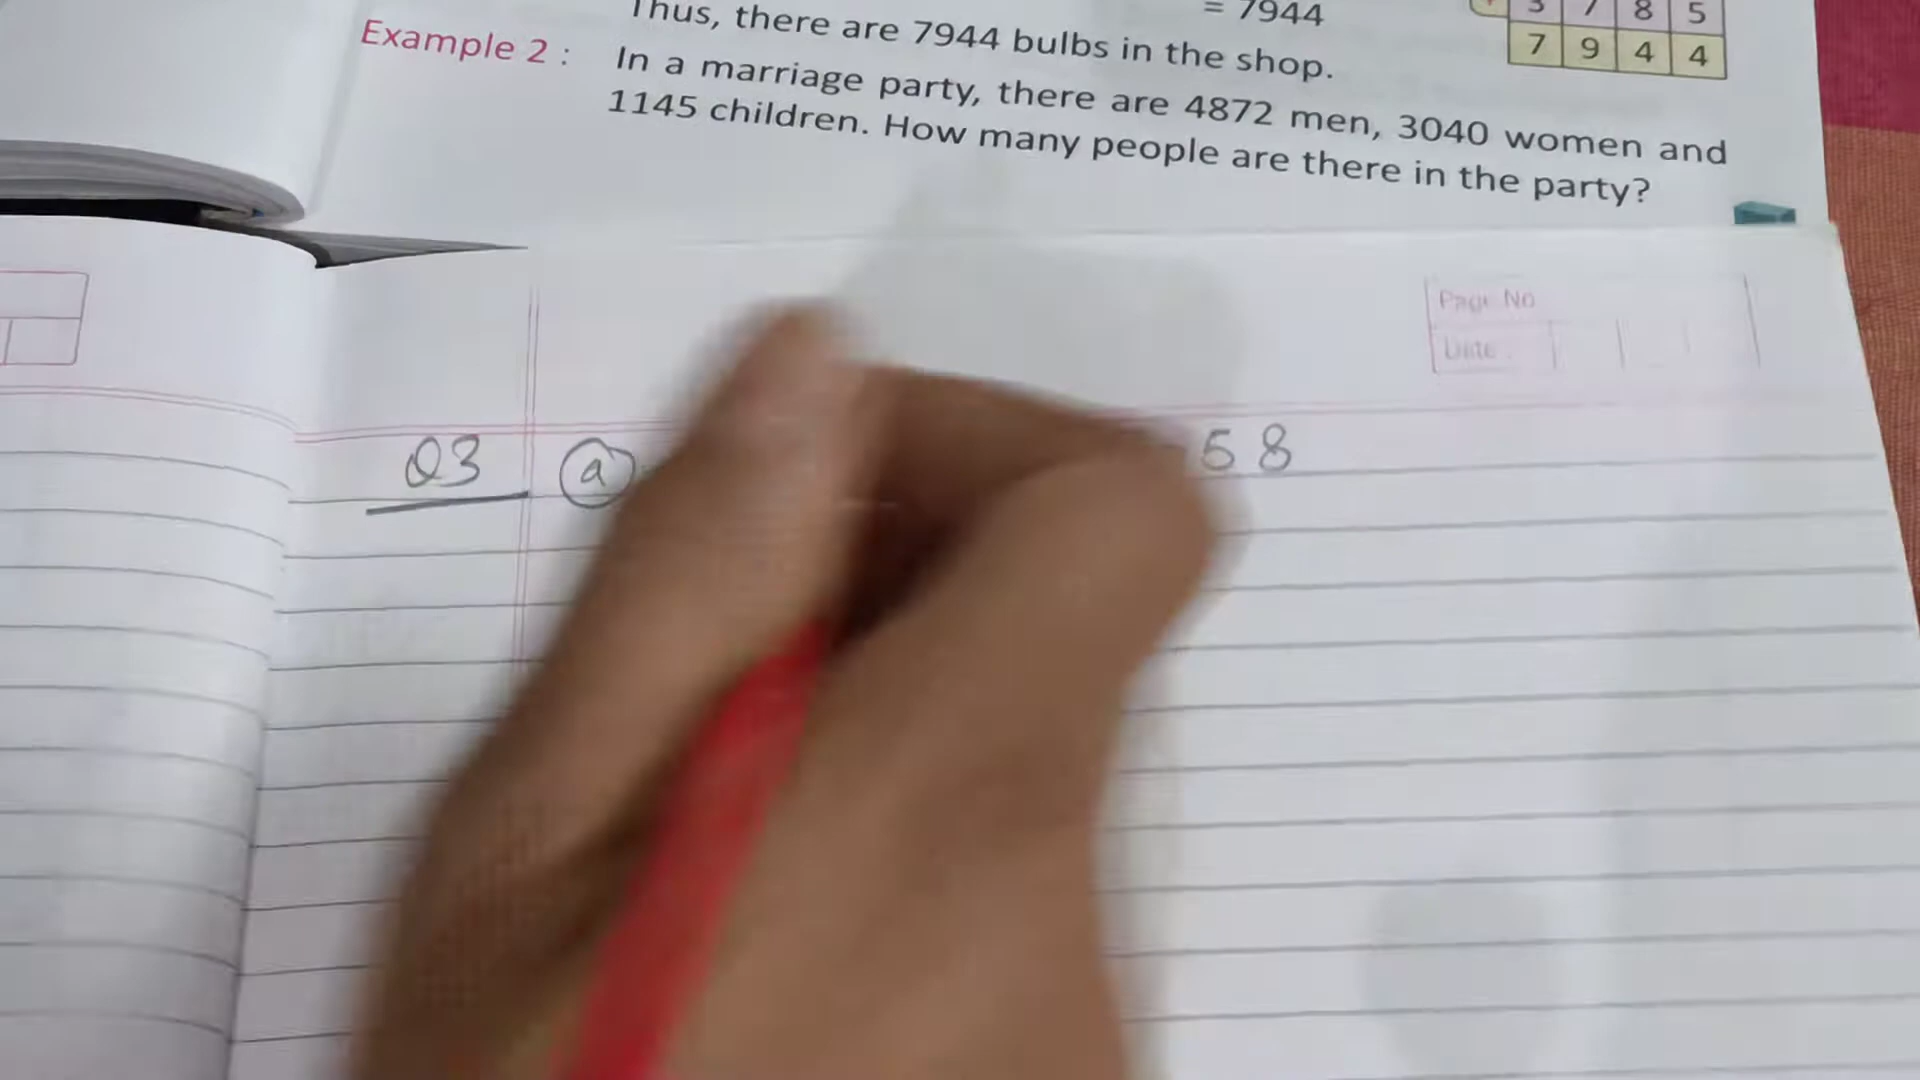 = 7944
3 7 8 5
Thus, there are 7944 bulbs in the shop.
7 9 4 4
Example 2 : In a marriage party, there are 4872 men, 3040 women and
1145 children. How many people are there in the party?
Page No
Date
Q3 a 58